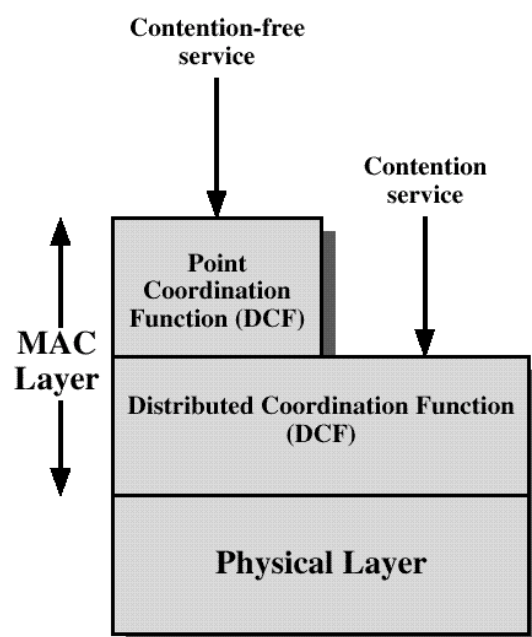 Contention-free
service
Contention
service
Point
Coordination
Function (DCF)
MAC
Layer
Distributed Coordination Function
(DCF)
Physical Layer